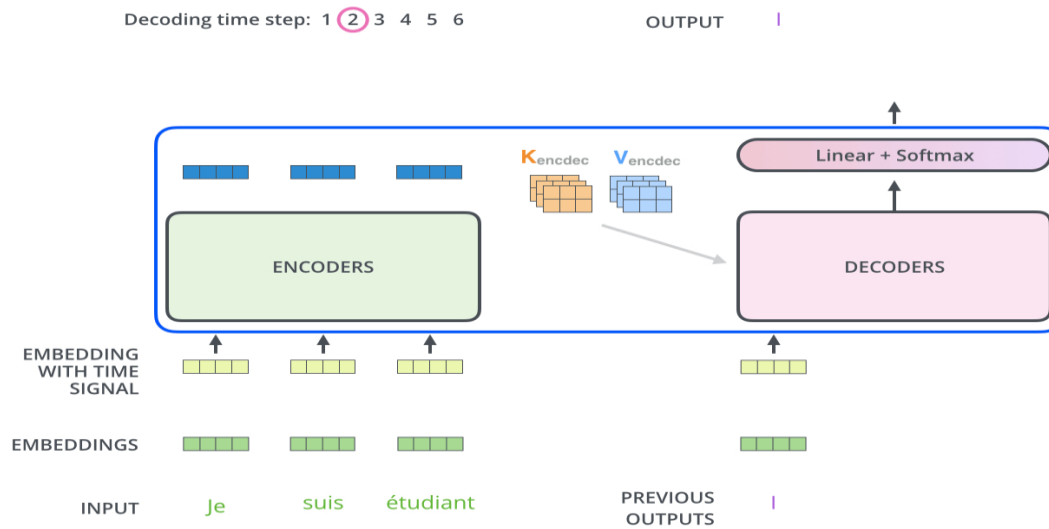 Decoding time step: 1 2 3 4 5 6
OUTPUT I
Kencdec Vencdec
Linear + Softmax
ENCODERS
DECODERS
EMBEDDING
WITH TIME
SIGNAL
EMBEDDINGS
INPUT Je suis étudiant
PREVIOUS
OUTPUTS
I